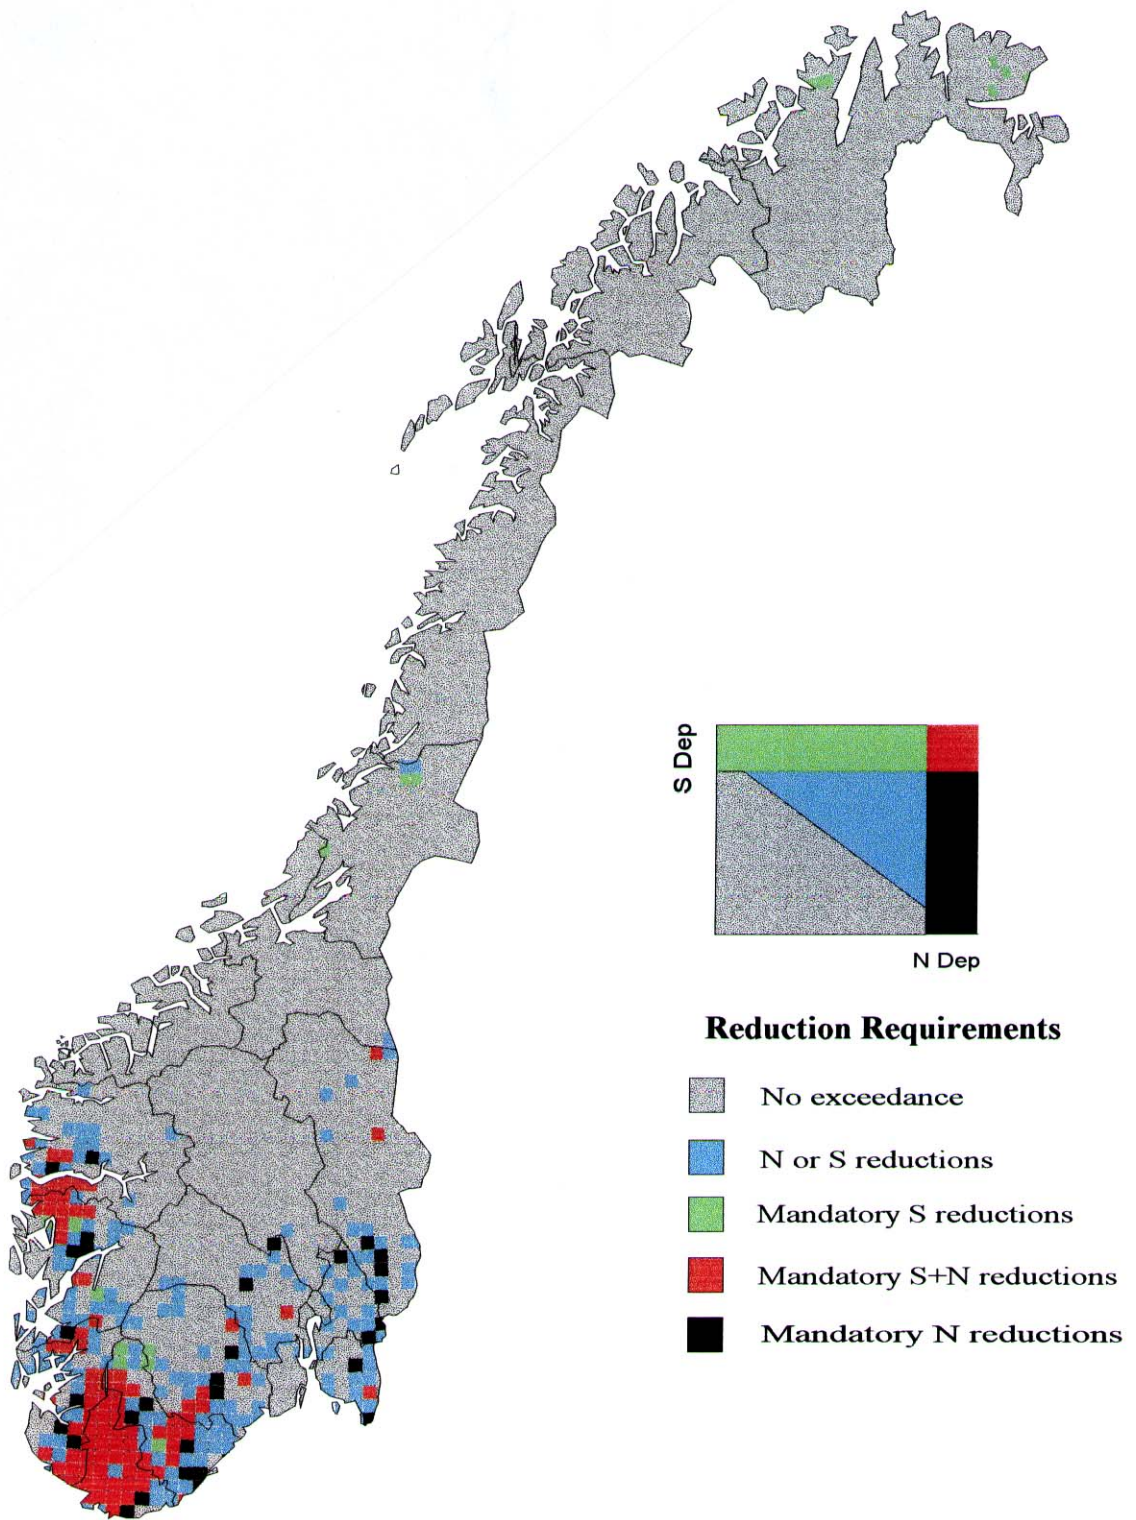 S Dep
N Dep
Reduction Requirements
No exceedance
N or S reductions
Mandatory S reductions
Mandatory S+N reductions
Mandatory N reductions